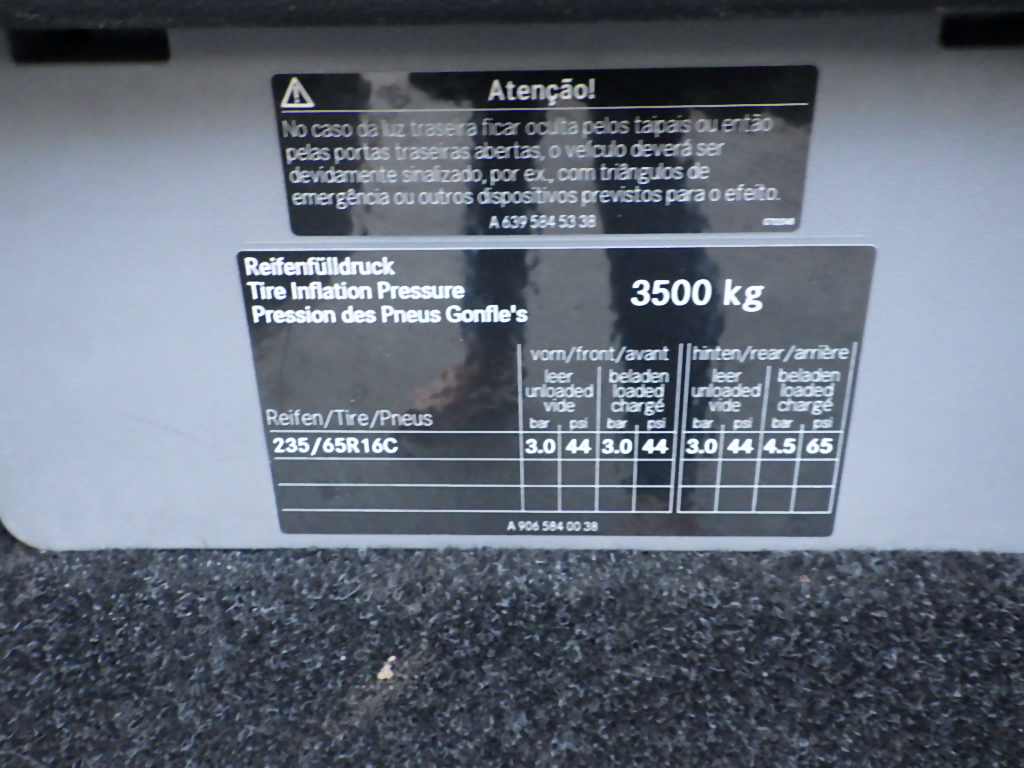 Atenção!
No caso da luz traseira ficar oculta pelos taipais ou então
pelas portas traseiras abertas, o veículo deverá ser
devidamente sinalizado, por ex., com triângulos de
emergência ou outros dispositivos previstos para o efeito.
A 639 584 53 38
Reifenfülldruck
Tire Inflation Pressure
Pression des Pneus Gonfle's
3500 kg
vorn/front/avant hinten/rear/arrière
leer beladen leer beladen
unloaded loaded unloaded loaded
vide chargé vide chargé
Reifen/Tire/Pneus bar psi bar psi bar psi bar psi
235/65R16C 3.0 44 3.0 44 3.0 44 4.5 65
A 906 584 00 38